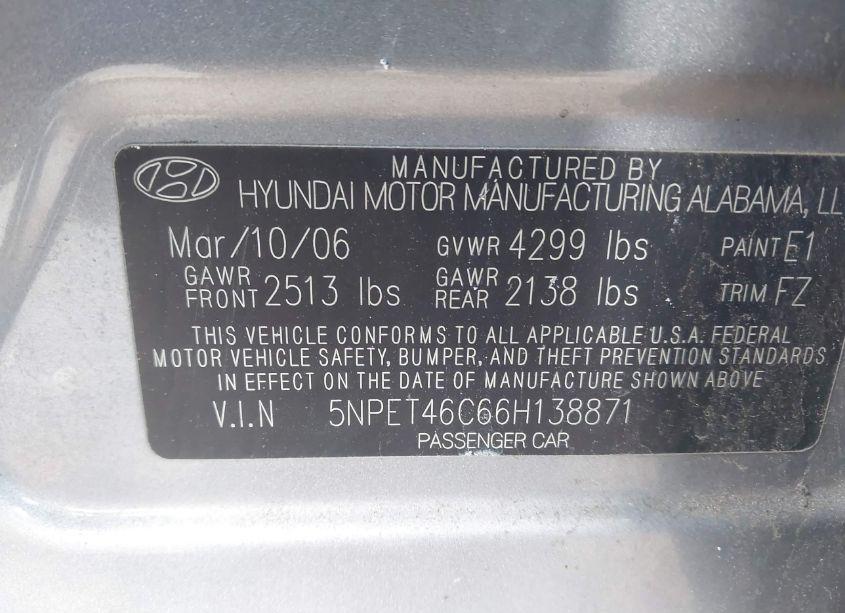 MANUFACTURED BY
HYUNDAI MOTOR MANUFACTURING ALABAMA, LL
Mar/10/06 GVWR 4299 lbs PAINT E1
GAWR FRONT 2513 lbs GAWR REAR 2138 lbs TRIM FZ
THIS VEHICLE CONFORMS TO ALL APPLICABLE U.S.A. FEDERAL
MOTOR VEHICLE SAFETY, BUMPER, AND THEFT PREVENTION STANDARDS
IN EFFECT ON THE DATE OF MANUFACTURE SHOWN ABOVE
V.I.N 5NPET46C66H138871
PASSENGER CAR